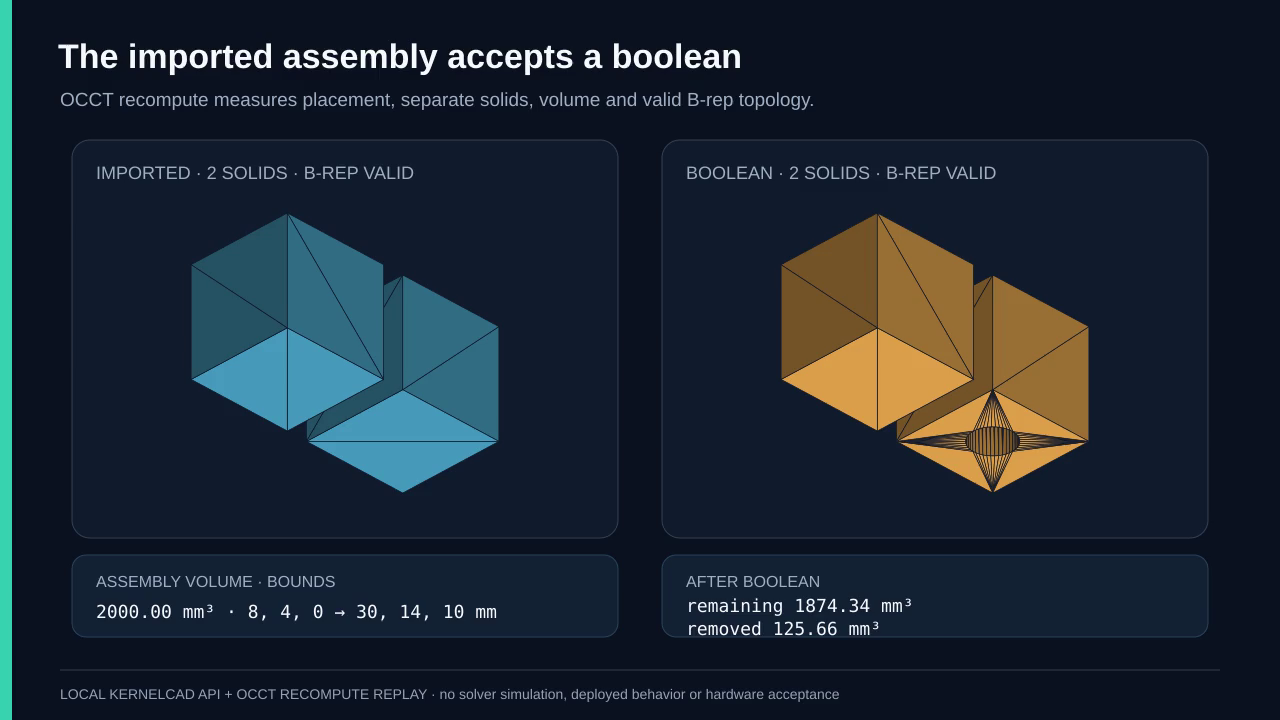 The imported assembly accepts a boolean
OCCT recompute measures placement, separate solids, volume and valid B-rep topology.
IMPORTED · 2 SOLIDS · B-REP VALID
BOOLEAN · 2 SOLIDS · B-REP VALID
ASSEMBLY VOLUME · BOUNDS
2000.00 mm³ · 8, 4, 0 → 30, 14, 10 mm
AFTER BOOLEAN
remaining 1874.34 mm³
removed 125.66 mm³
LOCAL KERNELCAD API + OCCT RECOMPUTE REPLAY · no solver simulation, deployed behavior or hardware acceptance